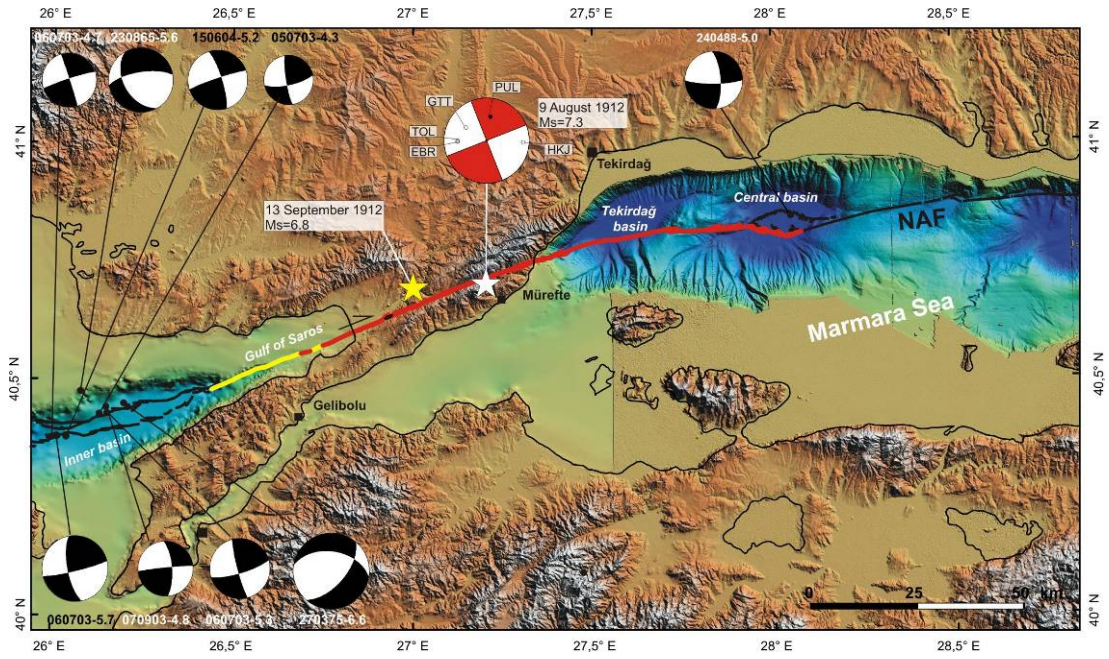 26° E
26,5° E
27° E
27,5° E
28° E
28,5° E
060703-4.7
230865-5.6
150604-5.2
050703-4.3
240488-5.0
PUL
GTT
TOL
EBR
HKJ
9 August 1912
Ms=7.3
41° N
41° N
Tekirdağ
13 September 1912
Ms=6.8
Tekirdağ
basin
Central basin
NAF
Mürefte
Marmara Sea
Gulf of Saros
40,5° N
40,5° N
Gelibolu
Inner basin
0
25
50 km
40° N
40° N
060703-5.7
070903-4.8
060703-5.3
270375-6.6
26° E
26,5° E
27° E
27,5° E
28° E
28,5° E